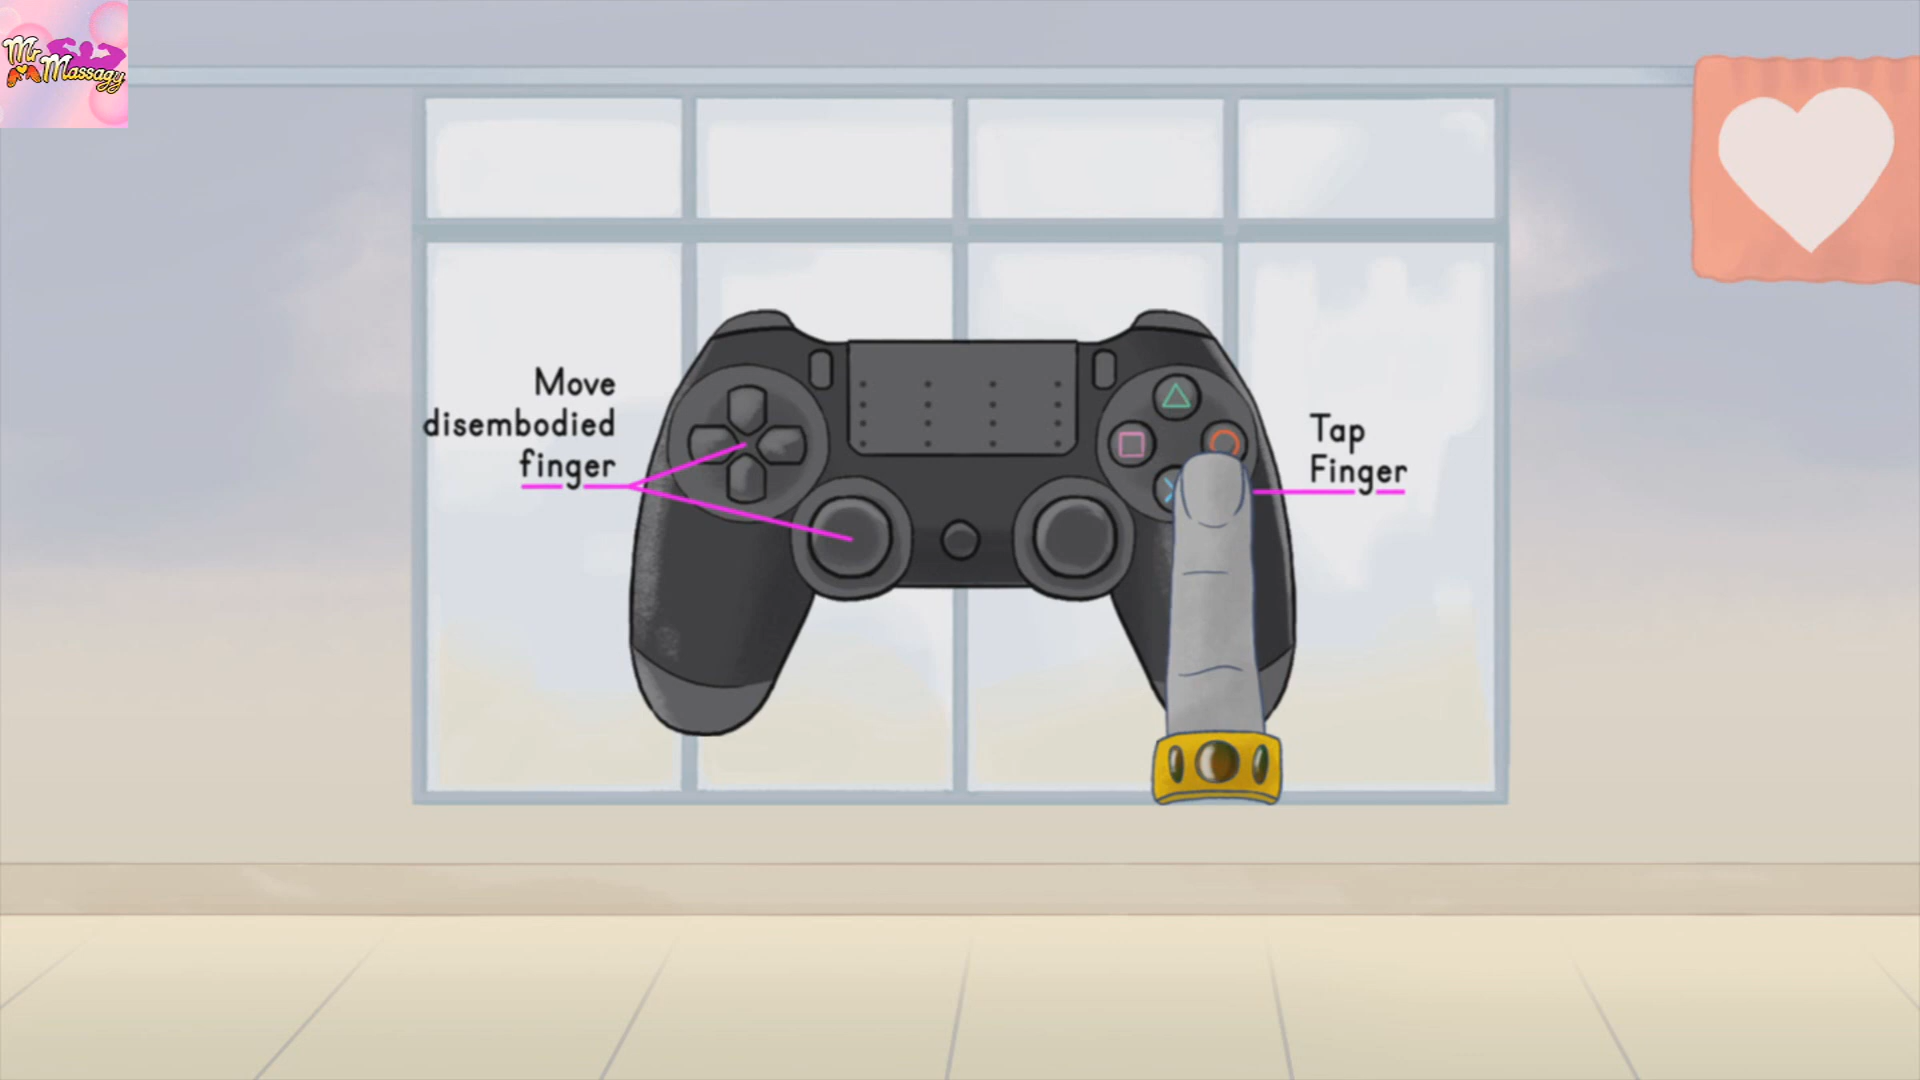 Mr
Massagy
Move
disembodied
finger
Tap
Finger